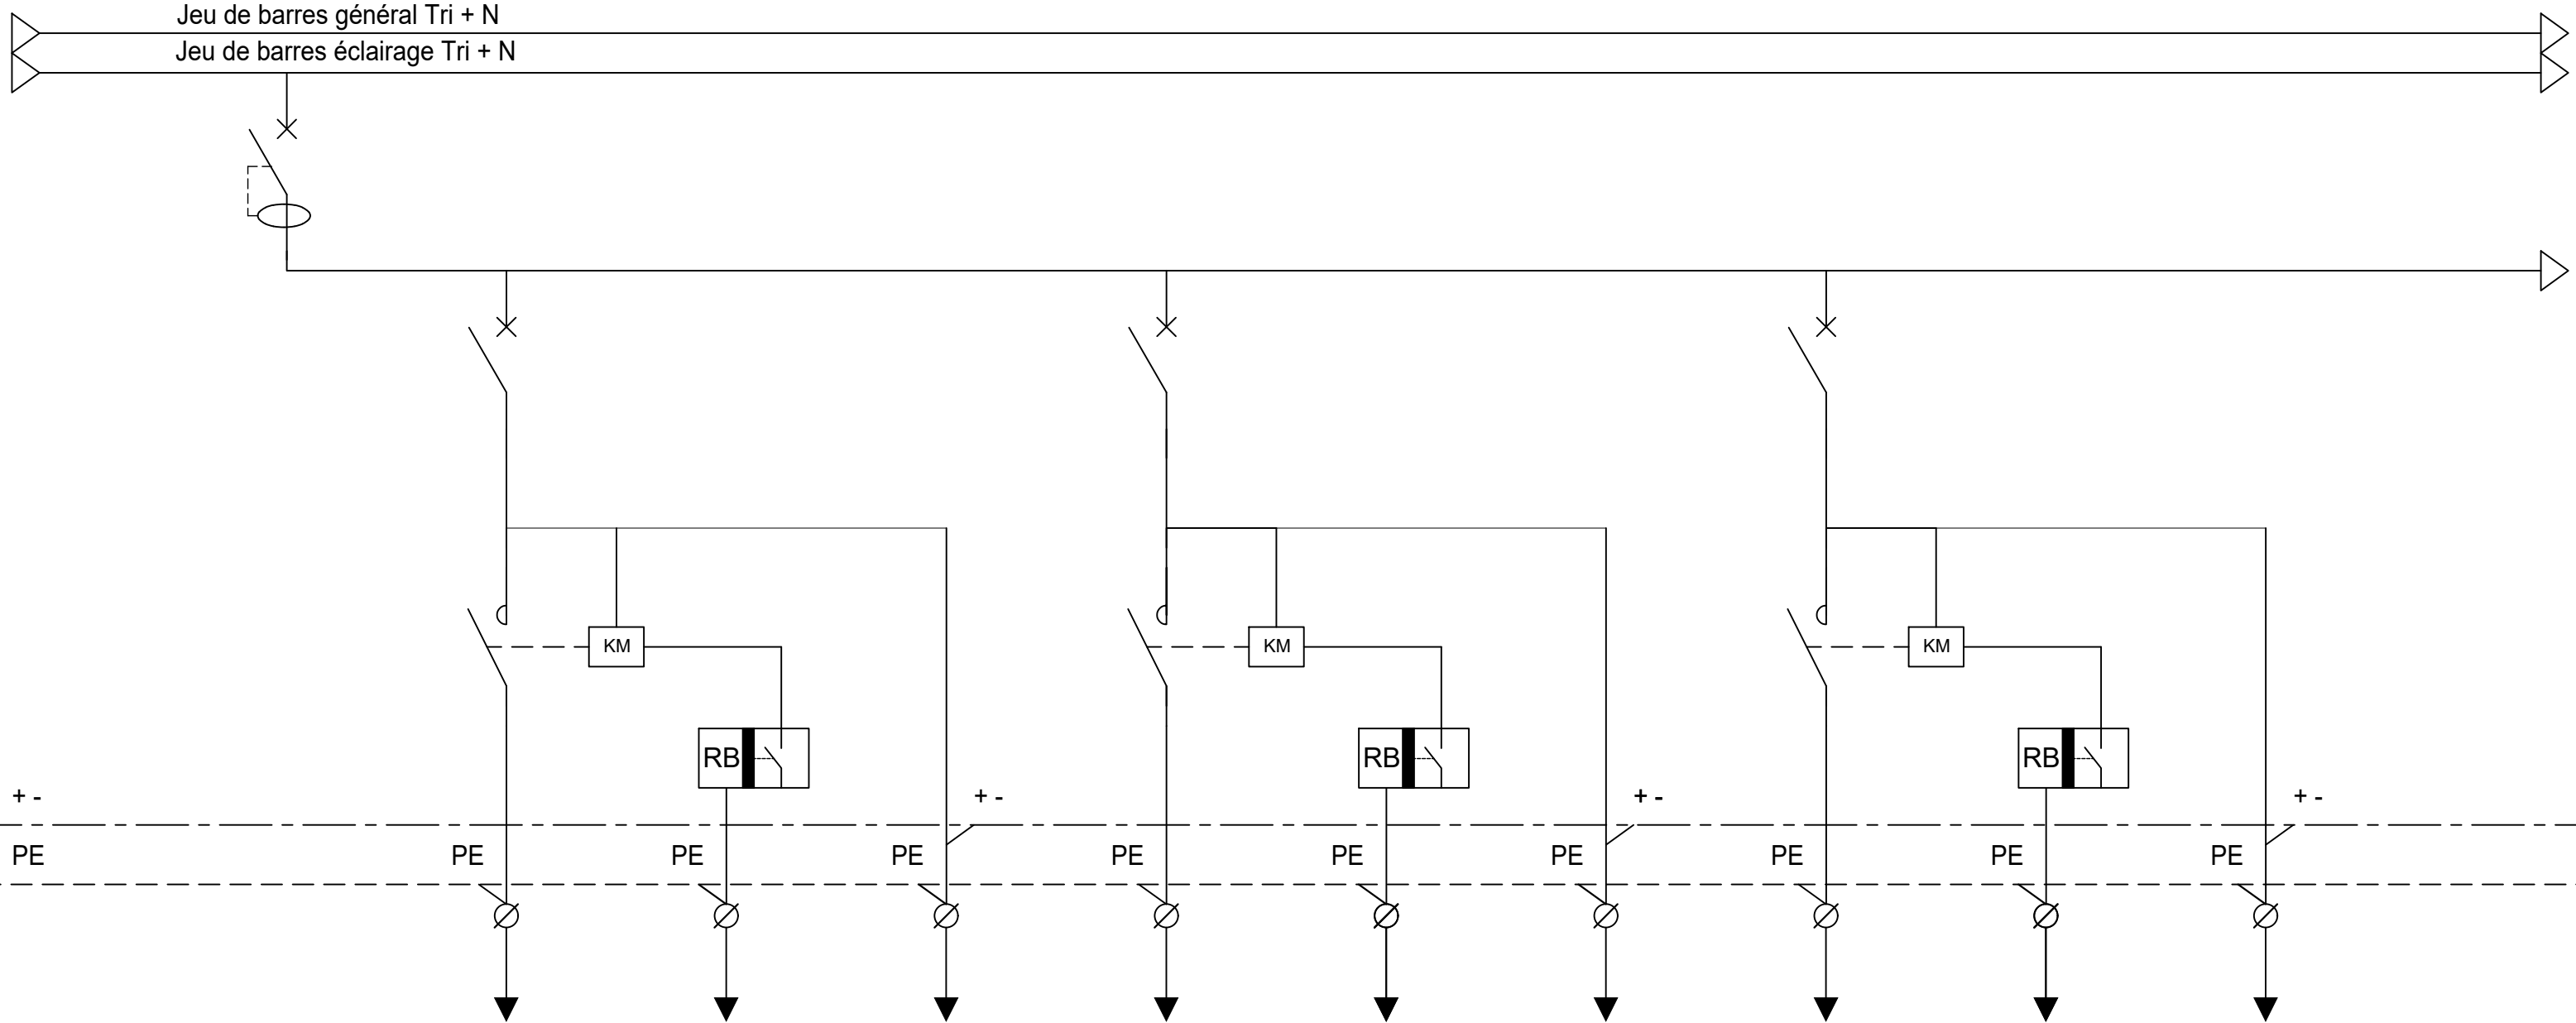 Jeu de barres général Tri + N
Jeu de barres éclairage Tri + N
KM
KM
KM
RB
RB
RB
+ -
+ -
+ -
+ -
PE
PE
PE
PE
PE
PE
PE
PE
PE
PE